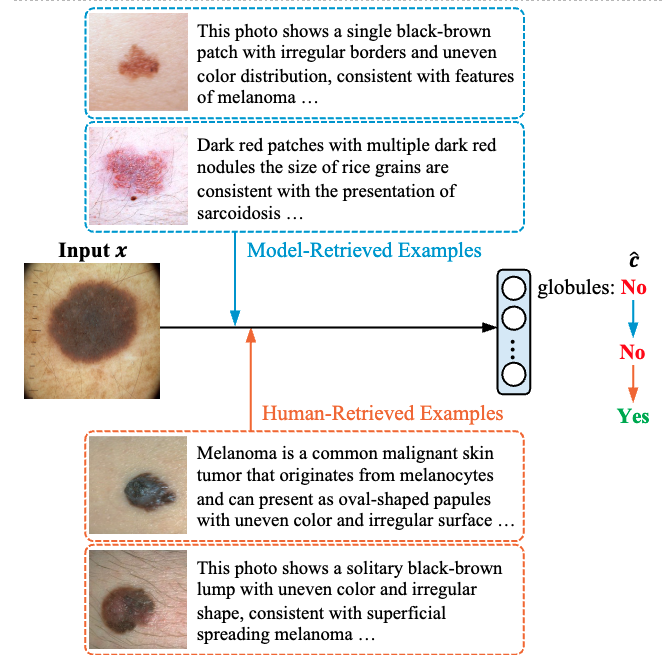 This photo shows a single black-brown
patch with irregular borders and uneven
color distribution, consistent with features
of melanoma …
Dark red patches with multiple dark red
nodules the size of rice grains are
consistent with the presentation of
sarcoidosis …
Input x
Model-Retrieved Examples
ĉ
globules: No
No
Yes
Human-Retrieved Examples
Melanoma is a common malignant skin
tumor that originates from melanocytes
and can present as oval-shaped papules
with uneven color and irregular surface …
This photo shows a solitary black-brown
lump with uneven color and irregular
shape, consistent with superficial
spreading melanoma …